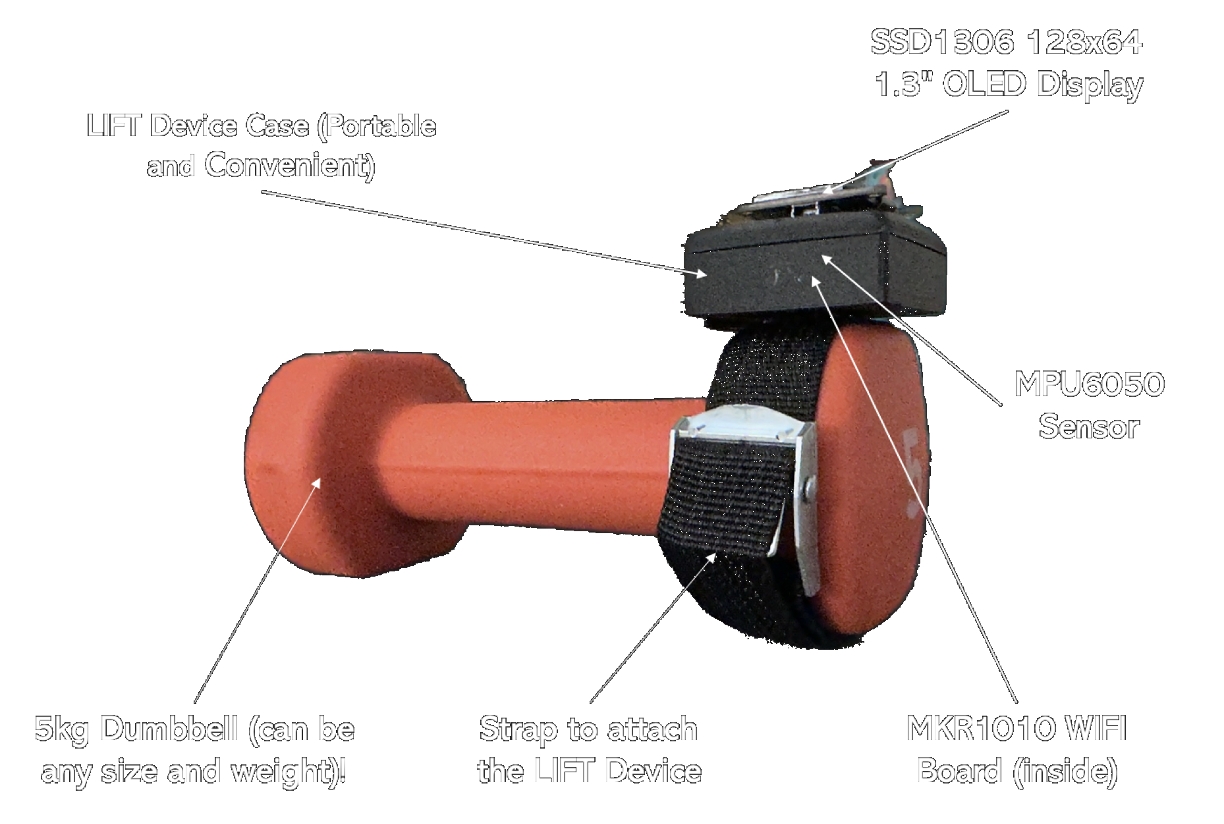 SSD1306 128x64
1.3" OLED Display
LIFT Device Case (Portable
and Convenient)
MPU6050
Sensor
5
5kg Dumbbell (can be
any size and weight)!
Strap to attach
the LIFT Device
MKR1010 WIFI
Board (inside)